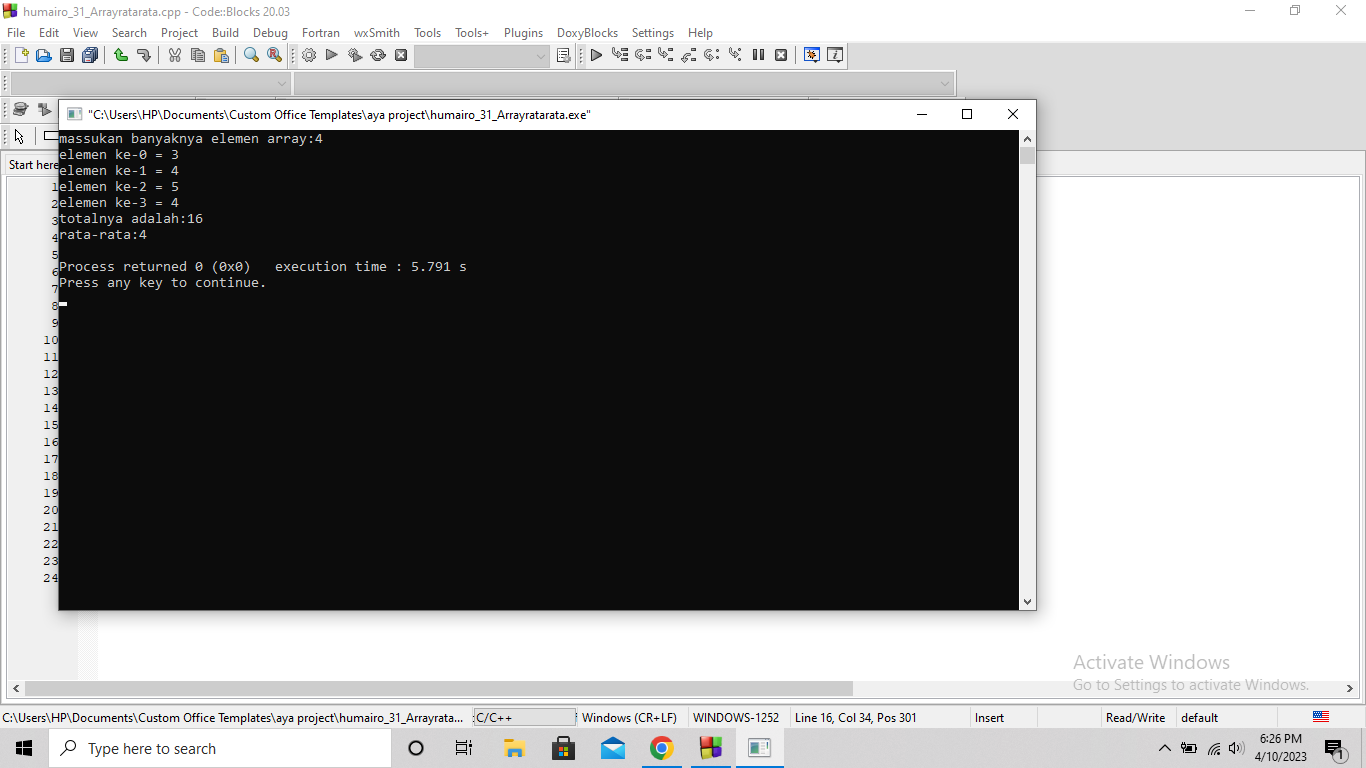 humairo_31_Arrayratarata.cpp - Code::Blocks 20.03
File Edit View Search Project Build Debug Fortran wxSmith Tools Tools+ Plugins DoxyBlocks Settings Help
"C:\Users\HP\Documents\Custom Office Templates\aya project\humairo_31_Arrayratarata.exe"
Start here
massukan banyaknya elemen array:4
elemen ke-0 = 3
elemen ke-1 = 4
elemen ke-2 = 5
elemen ke-3 = 4
totalnya adalah:16
rata-rata:4
Process returned 0 (0x0)   execution time : 5.791 s
Press any key to continue.
1
2
3
4
5
6
7
8
9
10
11
12
13
14
15
16
17
18
19
20
21
22
23
24
Activate Windows
Go to Settings to activate Windows.
C:\Users\HP\Documents\Custom Office Templates\aya project\humairo_31_Arrayrata... C/C++ Windows (CR+LF) WINDOWS-1252 Line 16, Col 34, Pos 301 Insert Read/Write default
Type here to search
6:26 PM
4/10/2023
1